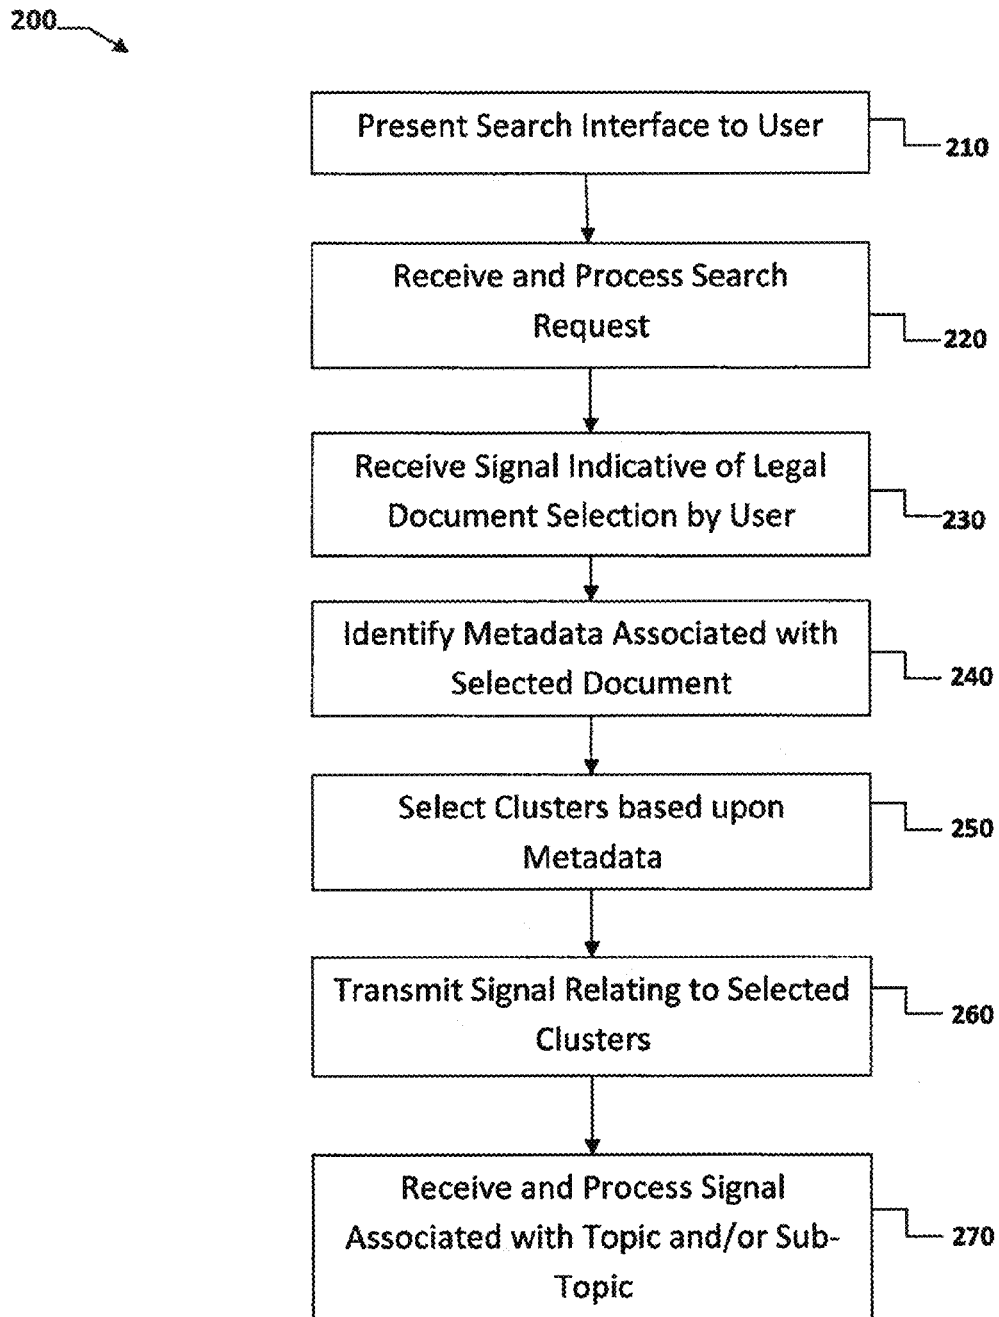 200
Present Search Interface to User
210
Receive and Process Search
Request
220
Receive Signal Indicative of Legal
Document Selection by User
230
Identify Metadata Associated with
Selected Document
240
Select Clusters based upon
Metadata
250
Transmit Signal Relating to Selected
Clusters
260
Receive and Process Signal
Associated with Topic and/or Sub-
Topic
270